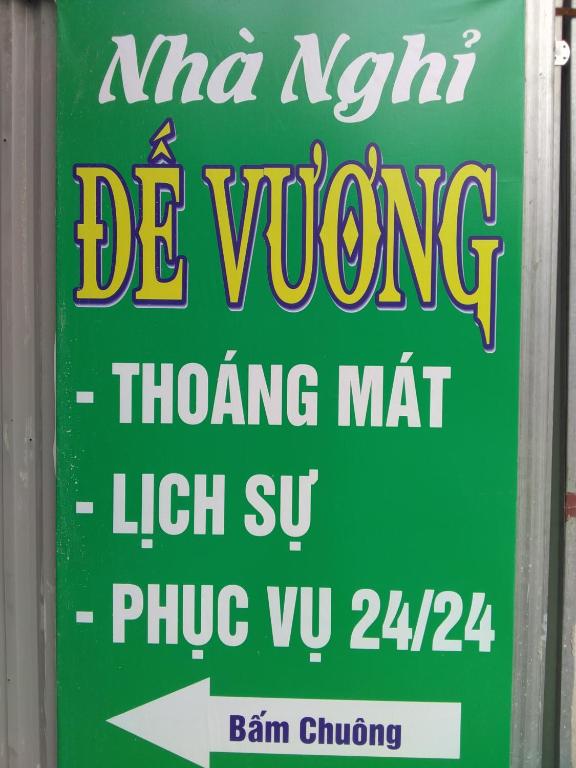 Nhà Nghỉ
ĐẾ VƯƠNG
- THOÁNG MÁT
- LỊCH SỰ
- PHỤC VỤ 24/24
Bấm Chuông